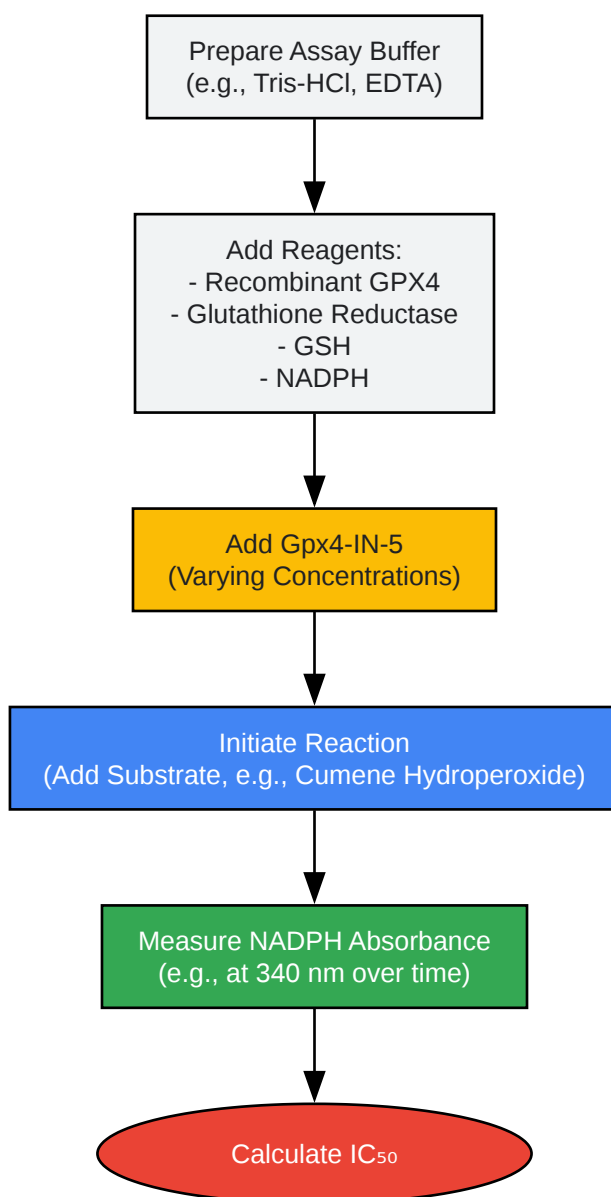 Prepare Assay Buffer
(e.g., Tris-HCl, EDTA)
Add Reagents:
- Recombinant GPX4
- Glutathione Reductase
- GSH
- NADPH
Add Gpx4-IN-5
(Varying Concentrations)
Initiate Reaction
(Add Substrate, e.g., Cumene Hydroperoxide)
Measure NADPH Absorbance
(e.g., at 340 nm over time)
Calculate IC₅₀